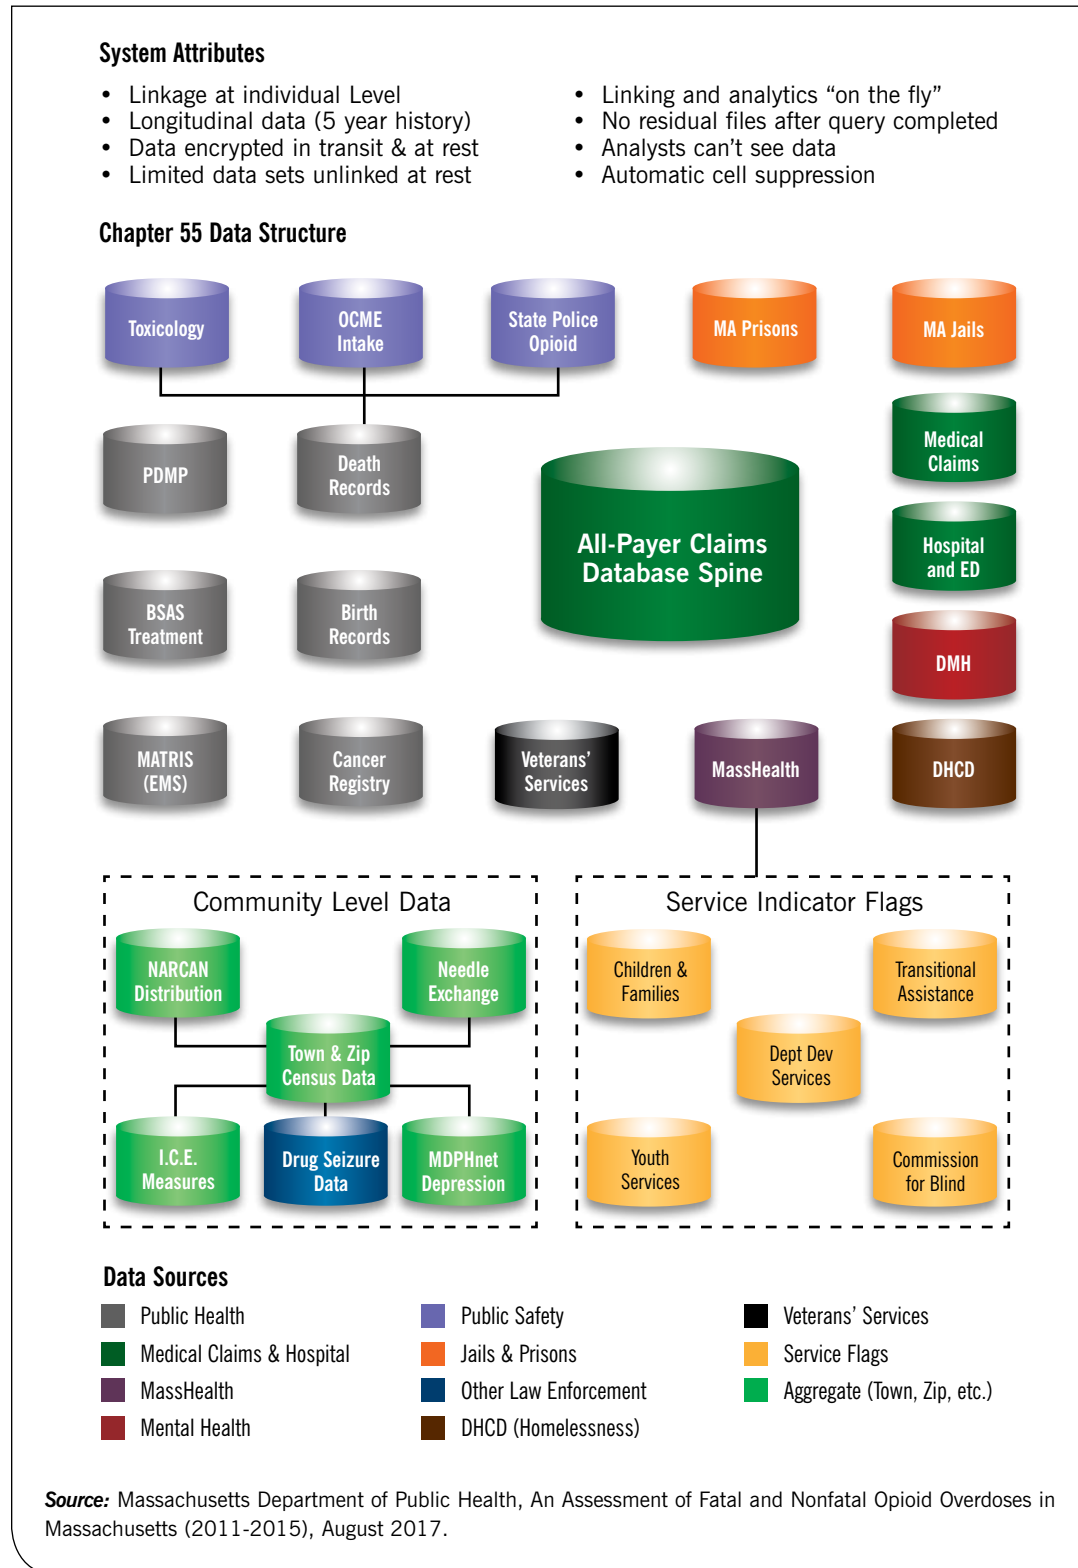 System Attributes
• Linkage at individual Level
• Longitudinal data (5 year history)
• Data encrypted in transit & at rest
• Limited data sets unlinked at rest
• Linking and analytics “on the fly”
• No residual files after query completed
• Analysts can’t see data
• Automatic cell suppression
Chapter 55 Data Structure
Toxicology
OCME
Intake
State Police
Opioid
MA Prisons
MA Jails
PDMP
Death
Records
Medical
Claims
All-Payer Claims
Database Spine
Hospital
and ED
BSAS
Treatment
Birth
Records
DMH
MATRIS
(EMS)
Cancer
Registry
Veterans’
Services
MassHealth
DHCD
Community Level Data
NARCAN
Distribution
Needle
Exchange
Town & Zip
Census Data
I.C.E.
Measures
Drug Seizure
Data
MDPHnet
Depression
Service Indicator Flags
Children &
Families
Transitional
Assistance
Dept Dev
Services
Youth
Services
Commission
for Blind
Data Sources
Public Health
Medical Claims & Hospital
MassHealth
Mental Health
Public Safety
Jails & Prisons
Other Law Enforcement
DHCD (Homelessness)
Veterans’ Services
Service Flags
Aggregate (Town, Zip, etc.)
Source: Massachusetts Department of Public Health, An Assessment of Fatal and Nonfatal Opioid Overdoses in
Massachusetts (2011-2015), August 2017.